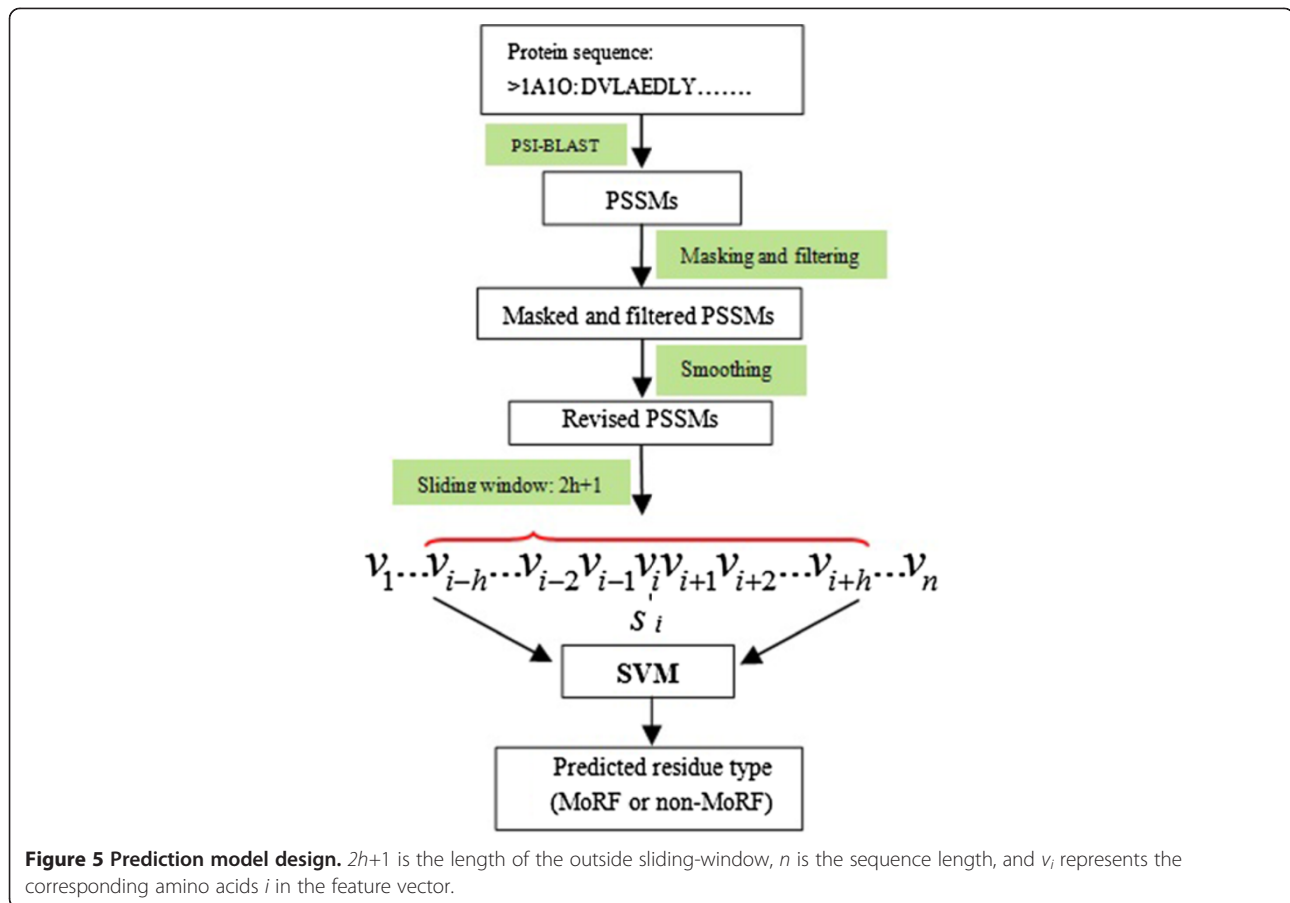 Protein sequence:
>1A1O: DVLAEDLY.......
PSI-BLAST
PSSMs
Masking and filtering
Masked and filtered PSSMs
Smoothing
Revised PSSMs
Sliding window: 2h+1
v1...vi−h...vi−2vi−1vivi+1vi+2...vi+h...vn
si
SVM
Predicted residue type
(MoRF or non-MoRF)
Figure 5 Prediction model design. 2h+1 is the length of the outside sliding-window, n is the sequence length, and vi represents the
corresponding amino acids i in the feature vector.